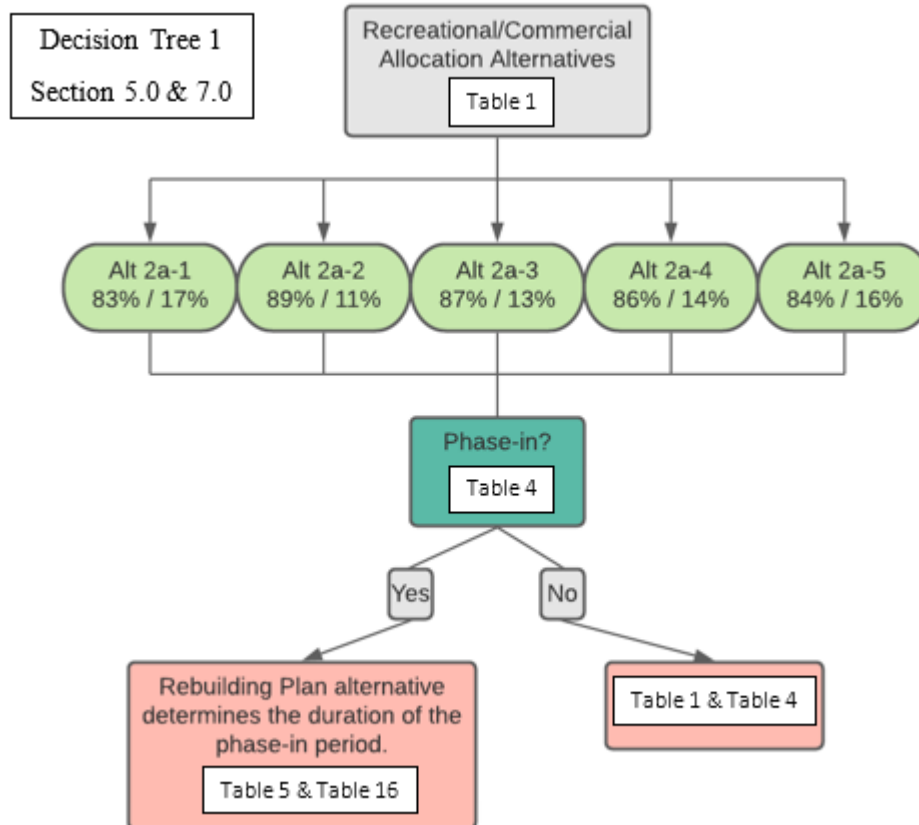 Decision Tree 1
Section 5.0 & 7.0
Recreational/Commercial
Allocation Alternatives
Table 1
Alt 2a-1
83% / 17%
Alt 2a-2
89% / 11%
Alt 2a-3
87% / 13%
Alt 2a-4
86% / 14%
Alt 2a-5
84% / 16%
Phase-in?
Table 4
Yes
No
Rebuilding Plan alternative
determines the duration of the
phase-in period.
Table 5 & Table 16
Table 1 & Table 4